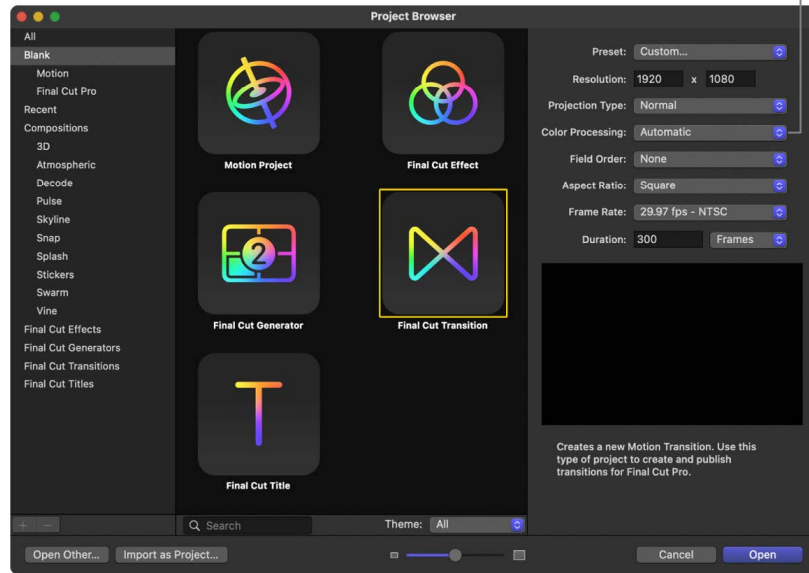 Project Browser
All
Blank
Motion
Final Cut Pro
Recent
Compositions
3D
Atmospheric
Decode
Pulse
Skyline
Snap
Splash
Stickers
Swarm
Vine
Final Cut Effects
Final Cut Generators
Final Cut Transitions
Final Cut Titles
Motion Project
Final Cut Effect
2
Final Cut Generator
Final Cut Transition
T
Final Cut Title
Preset: Custom...
Resolution: 1920 x 1080
Projection Type: Normal
Color Processing: Automatic
Field Order: None
Aspect Ratio: Square
Frame Rate: 29.97 fps - NTSC
Duration: 300 Frames
Creates a new Motion Transition. Use this
type of project to create and publish
transitions for Final Cut Pro.
+ −
Search
Theme: All
Open Other... Import as Project...
Cancel Open